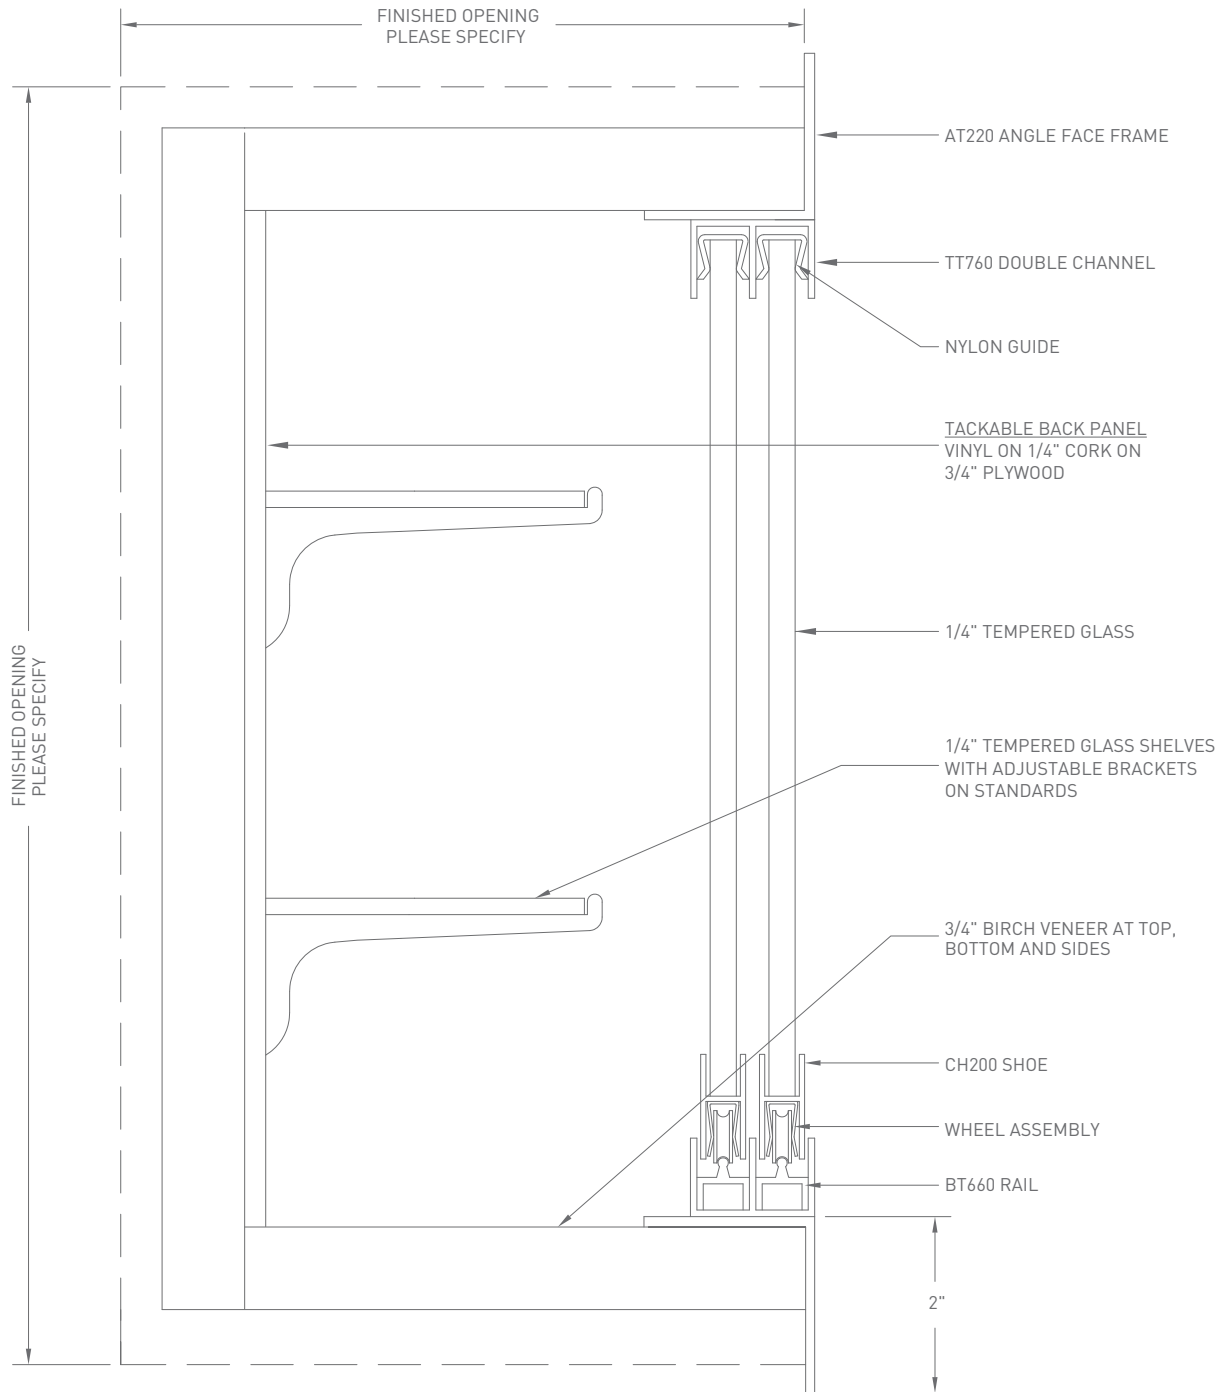 FINISHED OPENING
PLEASE SPECIFY
AT220 ANGLE FACE FRAME
TT760 DOUBLE CHANNEL
NYLON GUIDE
TACKABLE BACK PANEL
VINYL ON 1/4" CORK ON
3/4" PLYWOOD
1/4" TEMPERED GLASS
FINISHED OPENING
PLEASE SPECIFY
1/4" TEMPERED GLASS SHELVES
WITH ADJUSTABLE BRACKETS
ON STANDARDS
3/4" BIRCH VENEER AT TOP,
BOTTOM AND SIDES
CH200 SHOE
WHEEL ASSEMBLY
BT660 RAIL
2"